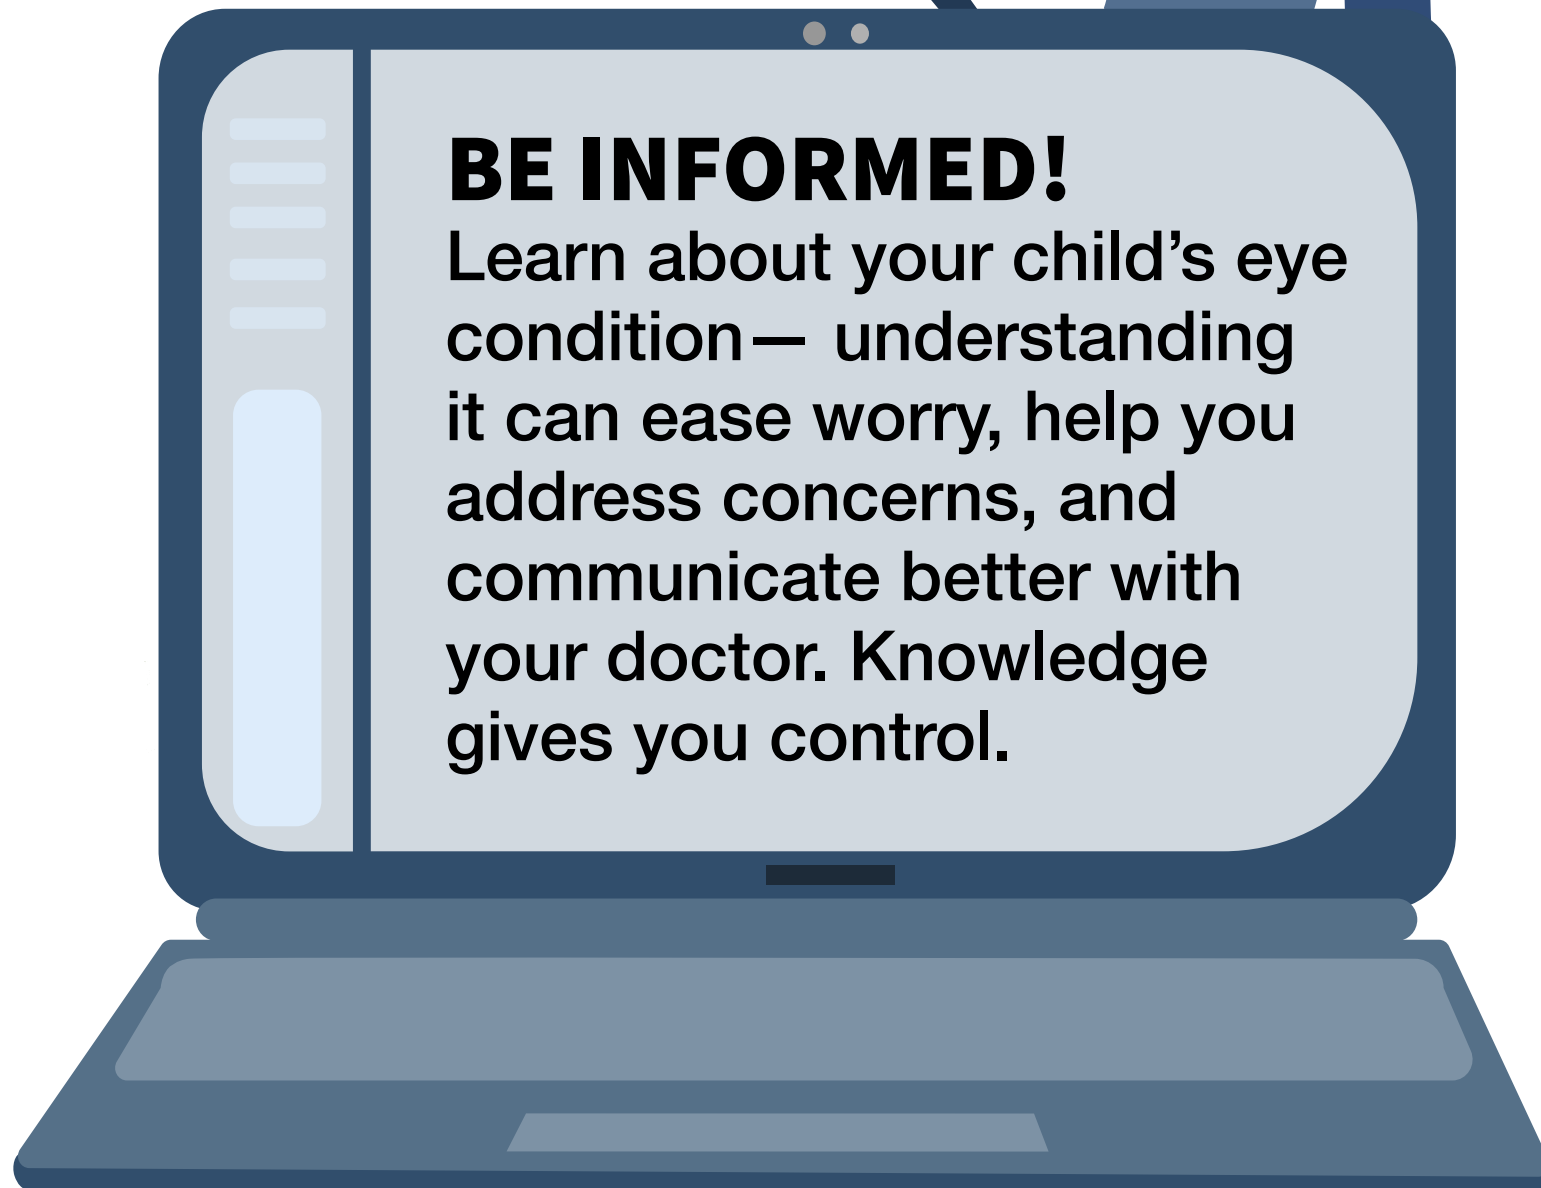 BE INFORMED!
Learn about your child’s eye
condition— understanding
it can ease worry, help you
address concerns, and
communicate better with
your doctor. Knowledge
gives you control.